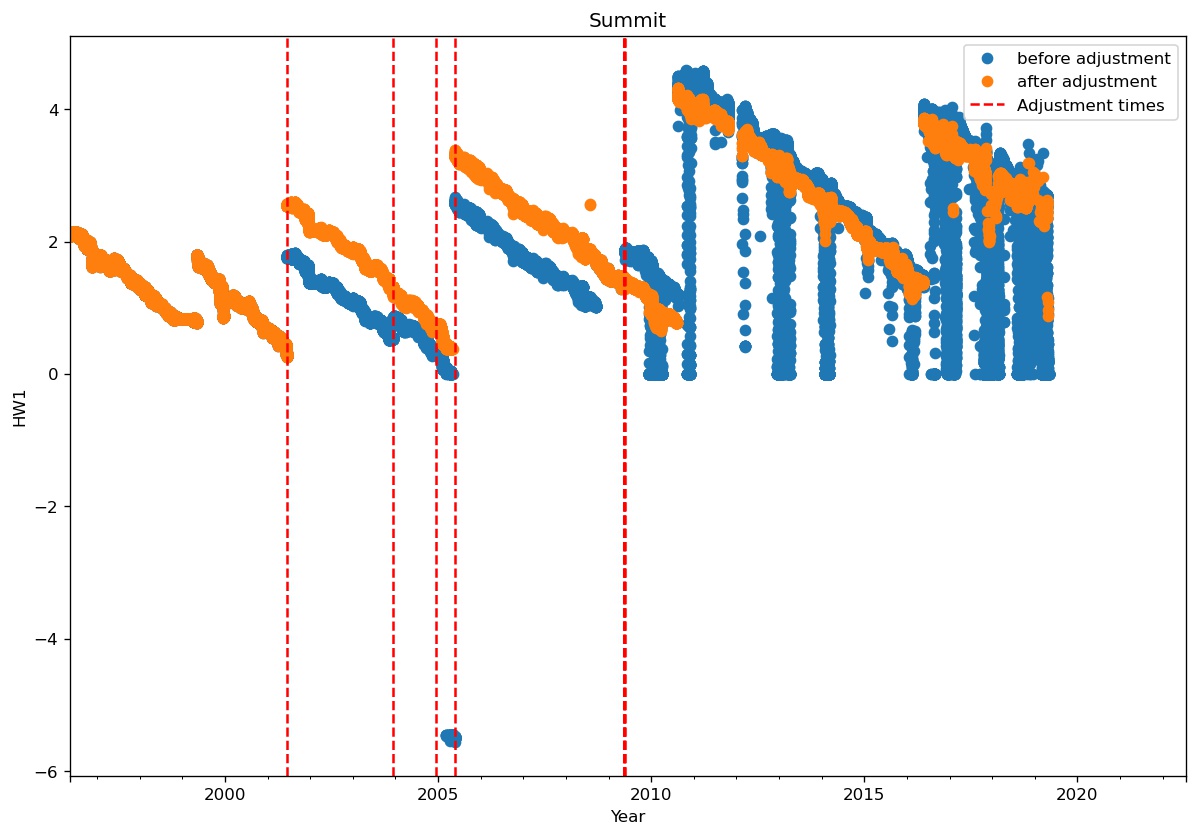 Summit
before adjustment
after adjustment
Adjustment times
HW1
4
2
0
−2
−4
−6
2000
2005
2010
2015
2020
Year